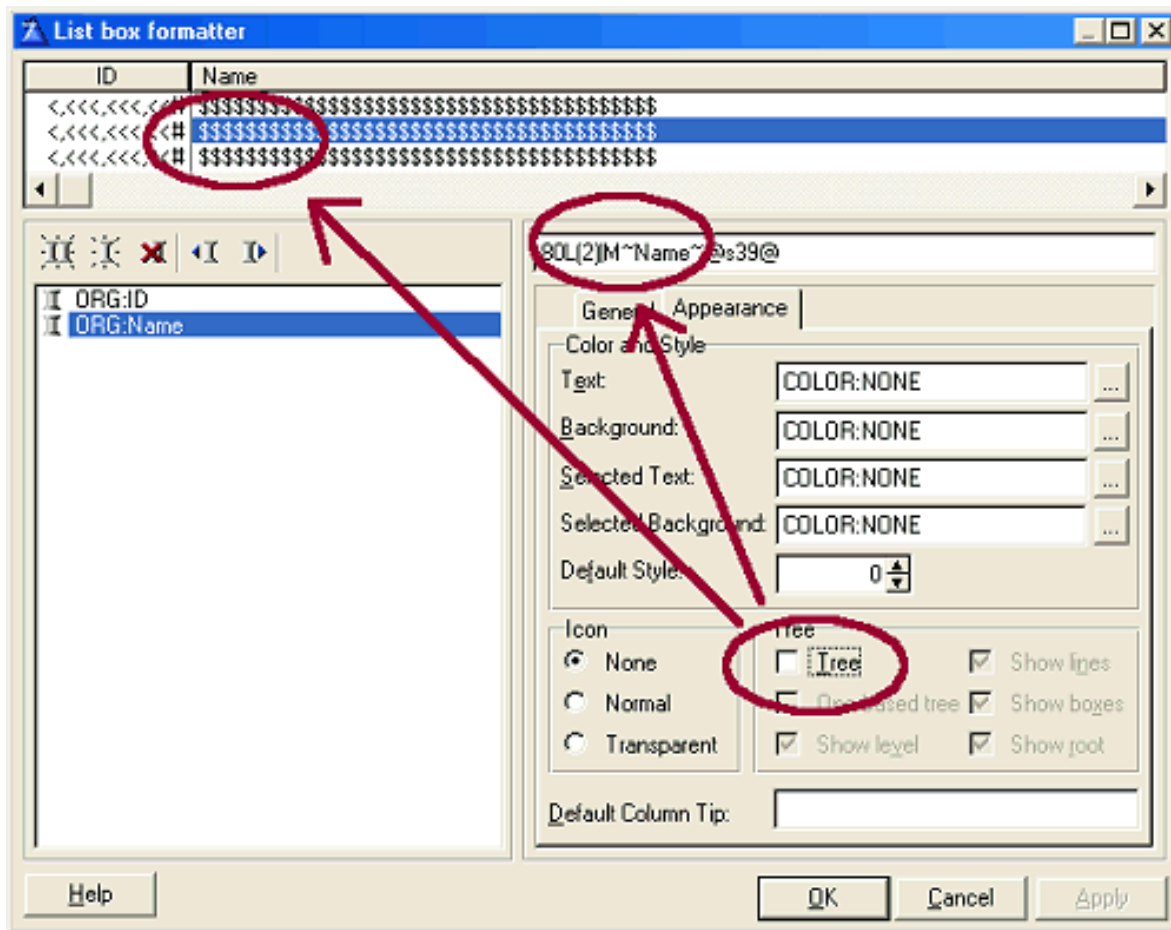 List box formatter
ID Name
<,<<<,<<<,<<# $$$$$$$$$$$$$$$$$$$$$$$$$$$$$$$$$$$$$$$
<,<<<,<<<,<<# $$$$$$$$$$$$$$$$$$$$$$$$$$$$$$$$$$$$$$$
<,<<<,<<<,<<# $$$$$$$$$$$$$$$$$$$$$$$$$$$$$$$$$$$$$$$
80L(2)|M~Name~@s39@
ORG:ID
ORG:Name
General Appearance
Color and Style
Text: COLOR:NONE ...
Background: COLOR:NONE ...
Selected Text: COLOR:NONE ...
Selected Background: COLOR:NONE ...
Default Style: 0
Icon
None
Normal
Transparent
Tree
Tree Show lines
One based tree Show boxes
Show level Show root
Default Column Tip:
Help OK Cancel Apply